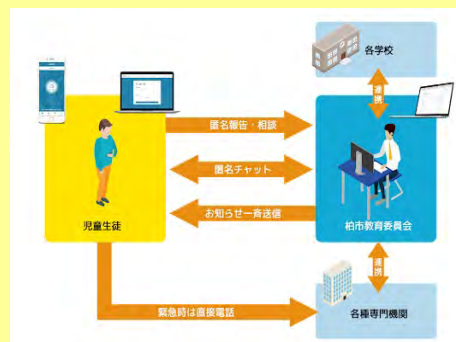 各学校
連携
匿名報告・相談
匿名チャット
お知らせ一斉送信
児童生徒
柏市教育委員会
連携
緊急時は直接電話
各種専門機関